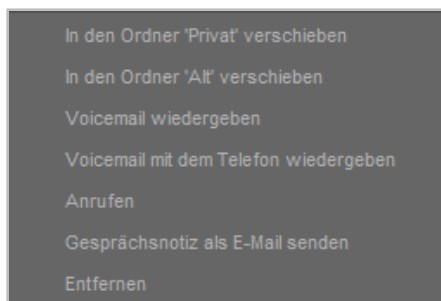 In den Ordner 'Privat' verschieben
In den Ordner 'Alt' verschieben
Voicemail wiedergeben
Voicemail mit dem Telefon wiedergeben
Anrufen
Gesprächsnotiz als E-Mail senden
Entfernen